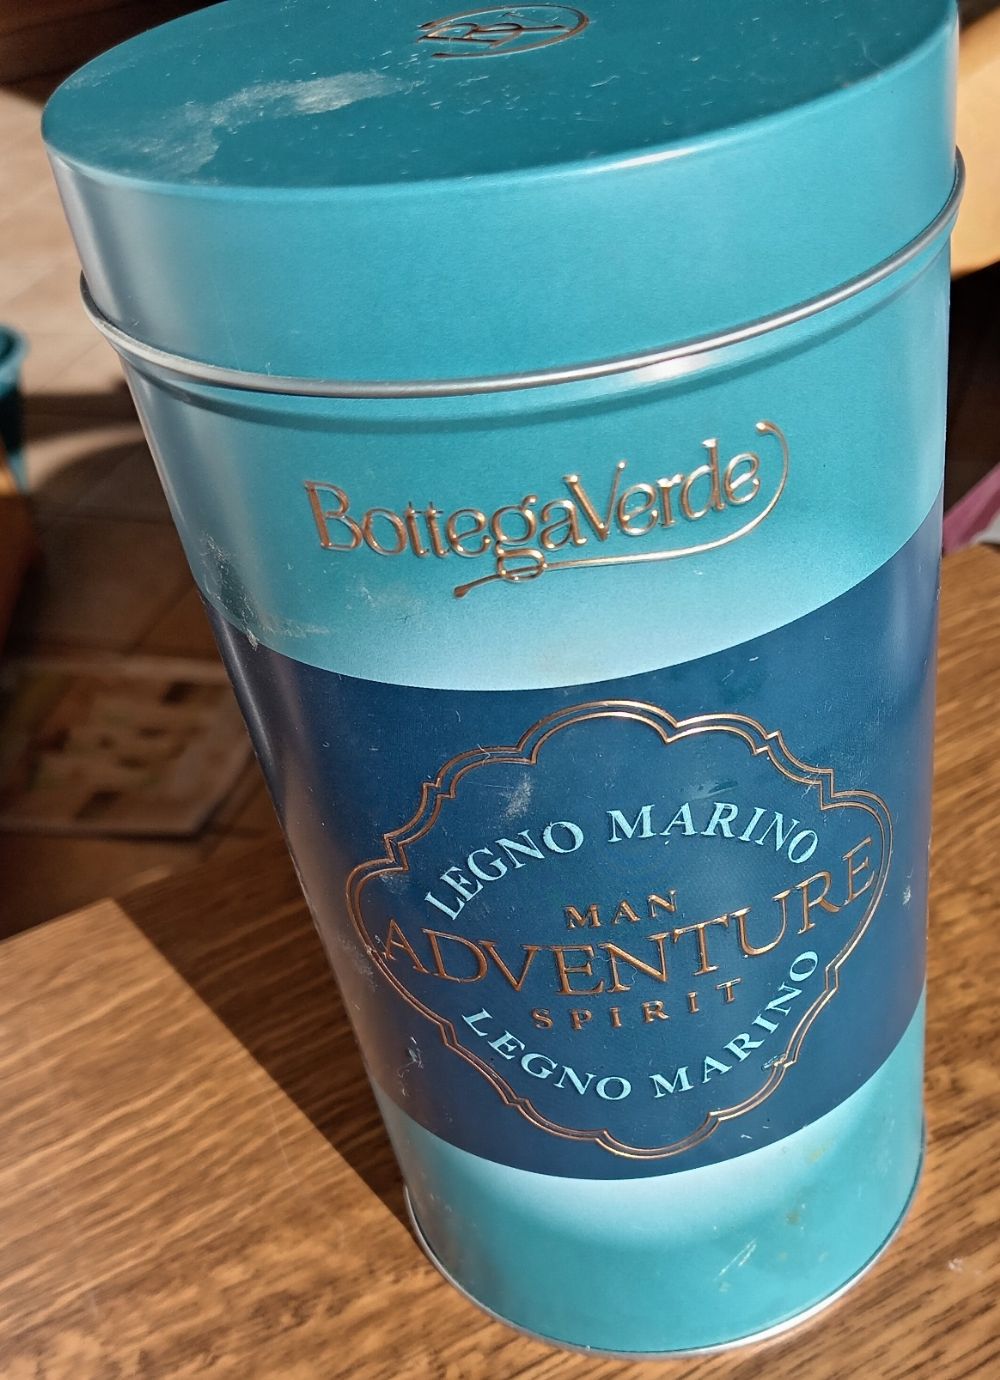 BottegaVerde
LEGNO MARINO
MAN
ADVENTURE
SPIRIT
LEGNO MARINO